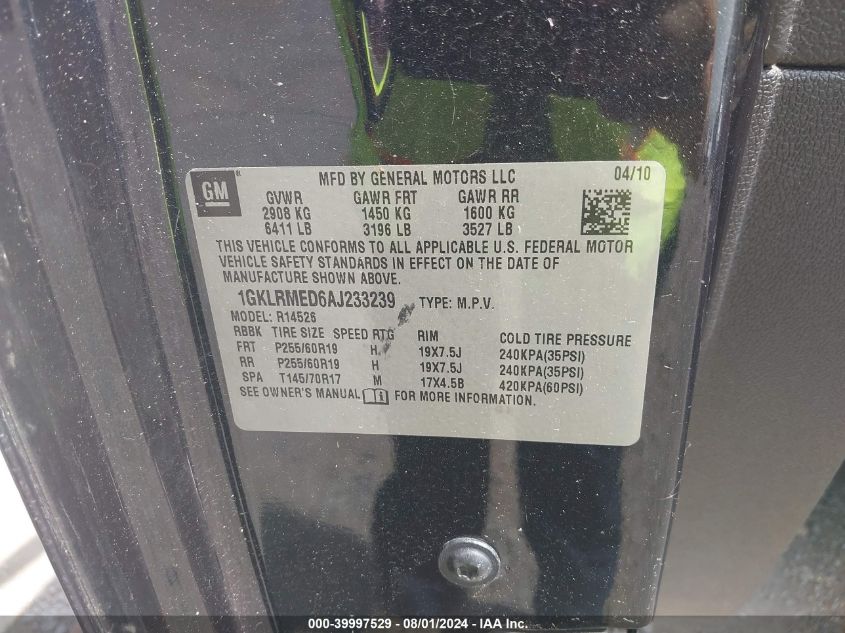 GM
MFD BY GENERAL MOTORS LLC 04/10
GVWR GAWR FRT GAWR RR
2908 KG 1450 KG 1600 KG
6411 LB 3196 LB 3527 LB
THIS VEHICLE CONFORMS TO ALL APPLICABLE U.S. FEDERAL MOTOR
VEHICLE SAFETY STANDARDS IN EFFECT ON THE DATE OF
MANUFACTURE SHOWN ABOVE.
1GKLRMED6AJ233239 TYPE: M.P.V.
MODEL: R14526
RBBK TIRE SIZE SPEED RTG RIM COLD TIRE PRESSURE
FRT P255/60R19 H 19X7.5J 240KPA(35PSI)
RR P255/60R19 H 19X7.5J 240KPA(35PSI)
SPA T145/70R17 M 17X4.5B 420KPA(60PSI)
SEE OWNER'S MANUAL FOR MORE INFORMATION.
000-39997529 - 08/01/2024 - IAA Inc.